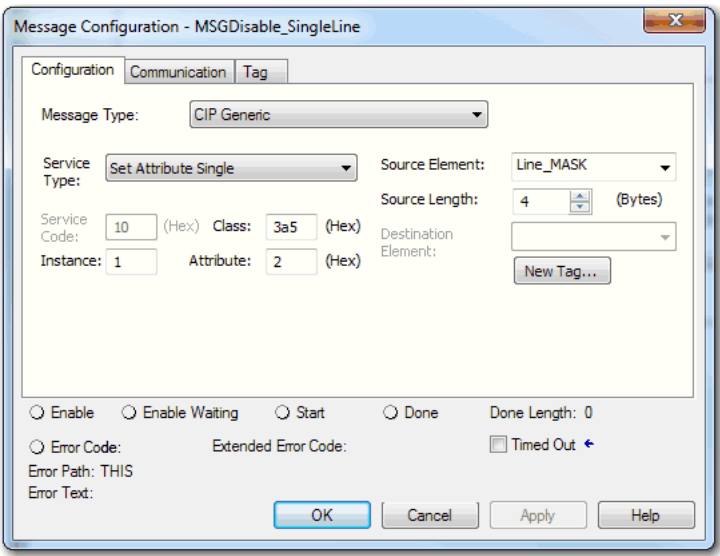 Message Configuration - MSGDisable_SingleLine
Configuration Communication Tag
Message Type: CIP Generic
Service Type: Set Attribute Single
Source Element: Line_MASK
Source Length: 4 (Bytes)
Service Code: 10 (Hex) Class: 3a5 (Hex)
Destination Element:
Instance: 1 Attribute: 2 (Hex)
New Tag...
Enable Enable Waiting Start Done Done Length: 0
Error Code: Extended Error Code: Timed Out
Error Path: THIS
Error Text:
OK Cancel Apply Help